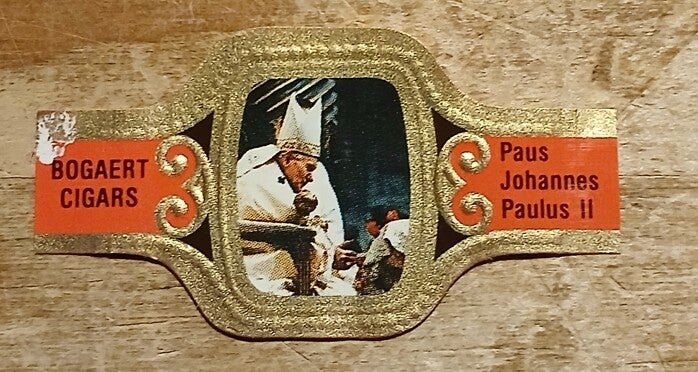 BOGAERT
CIGARS
Paus
Johannes
Paulus II